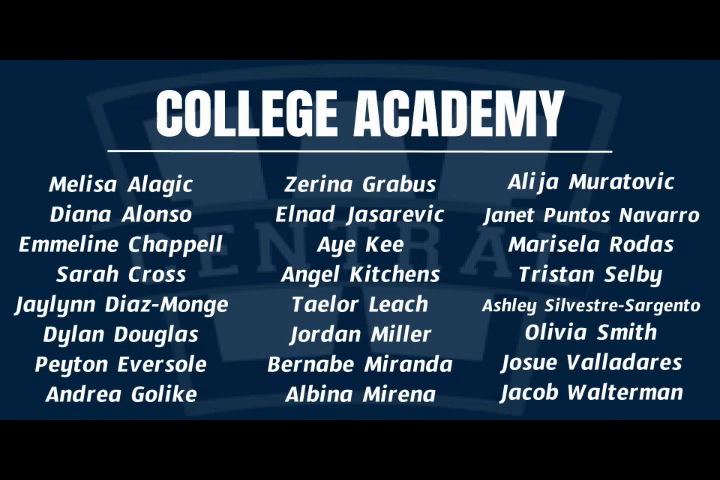 COLLEGE ACADEMY
CENTRAL
Melisa Alagic
Diana Alonso
Emmeline Chappell
Sarah Cross
Jaylynn Diaz-Monge
Dylan Douglas
Peyton Eversole
Andrea Golike
Zerina Grabus
Elnad Jasarevic
Aye Kee
Angel Kitchens
Taelor Leach
Jordan Miller
Bernabe Miranda
Albina Mirena
Alija Muratovic
Janet Puntos Navarro
Marisela Rodas
Tristan Selby
Ashley Silvestre-Sargento
Olivia Smith
Josue Valladares
Jacob Walterman